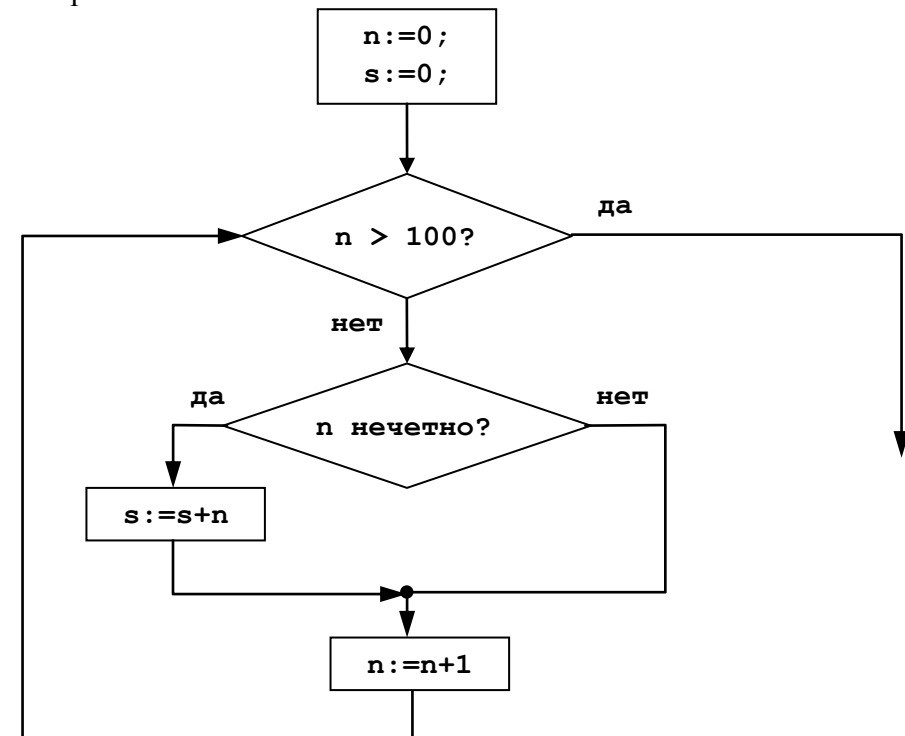 n:=0;
s:=0;
n > 100?
да
нет
да
нет
n нечетно?
s:=s+n
n:=n+1